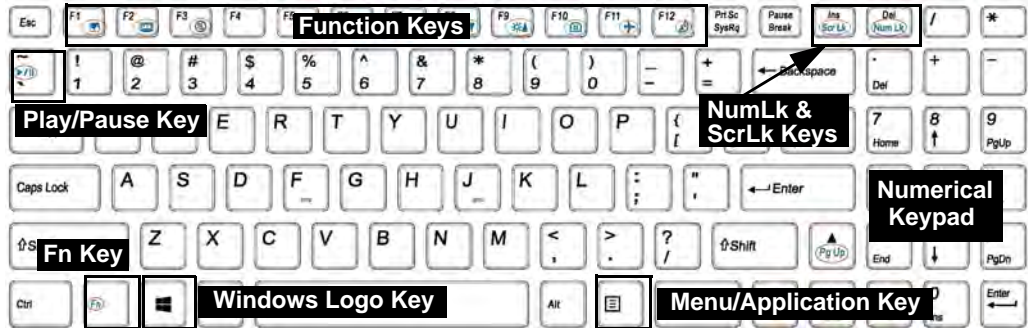 Esc F1 F2 F3 F4 Function Keys F9 F10 F11 F12 Prt Sc SysRq Pause Break Ins Scr Lk Del Num Lk / *
~ ` ! 1 @ 2 # 3 $ 4 % 5 ^ 6 & 7 * 8 ( 9 ) 0 _ - + = ← Backspace . Del + -
Play/Pause Key E R T Y U I O P { [ NumLk & ScrLk Keys 7 Home 8 ↑ 9 PgUp
Caps Lock A S D F G H J K L : ; " ' ↵ Enter Numerical Keypad
⇧S Fn Key Z X C V B N M < , > . ? / ⇧Shift ▲ Pg Up End ↓ PgDn
Ctrl Fn Windows Logo Key Alt Menu/Application Key Enter